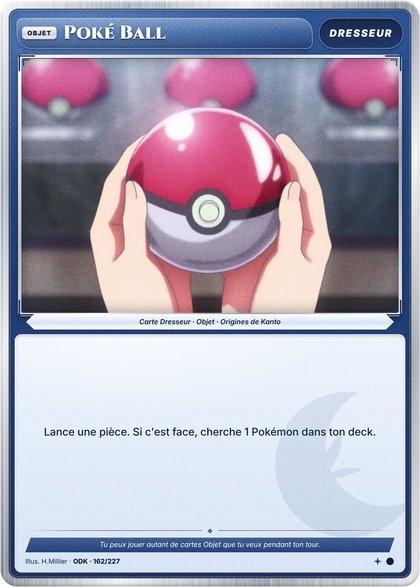 OBJET POKÉ BALL DRESSEUR
Carte Dresseur · Objet · Origines de Kanto
Lance une pièce. Si c'est face, cherche 1 Pokémon dans ton deck.
Tu peux jouer autant de cartes Objet que tu veux pendant ton tour.
Illus. H.Millier · ODK · 162/227